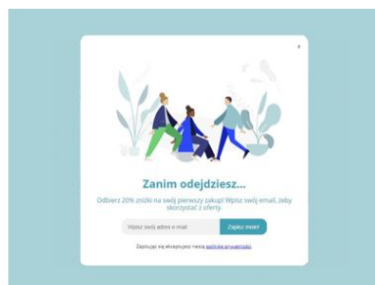 x
Zanim odejdziesz...
Odbierz 20% zniżki na swój pierwszy zakup! Wpisz swój email, żeby
skorzystać z oferty.
Wpisz swój adres e-mail
Zapisz mnie!
Zapisując się akceptujesz naszą politykę prywatności.